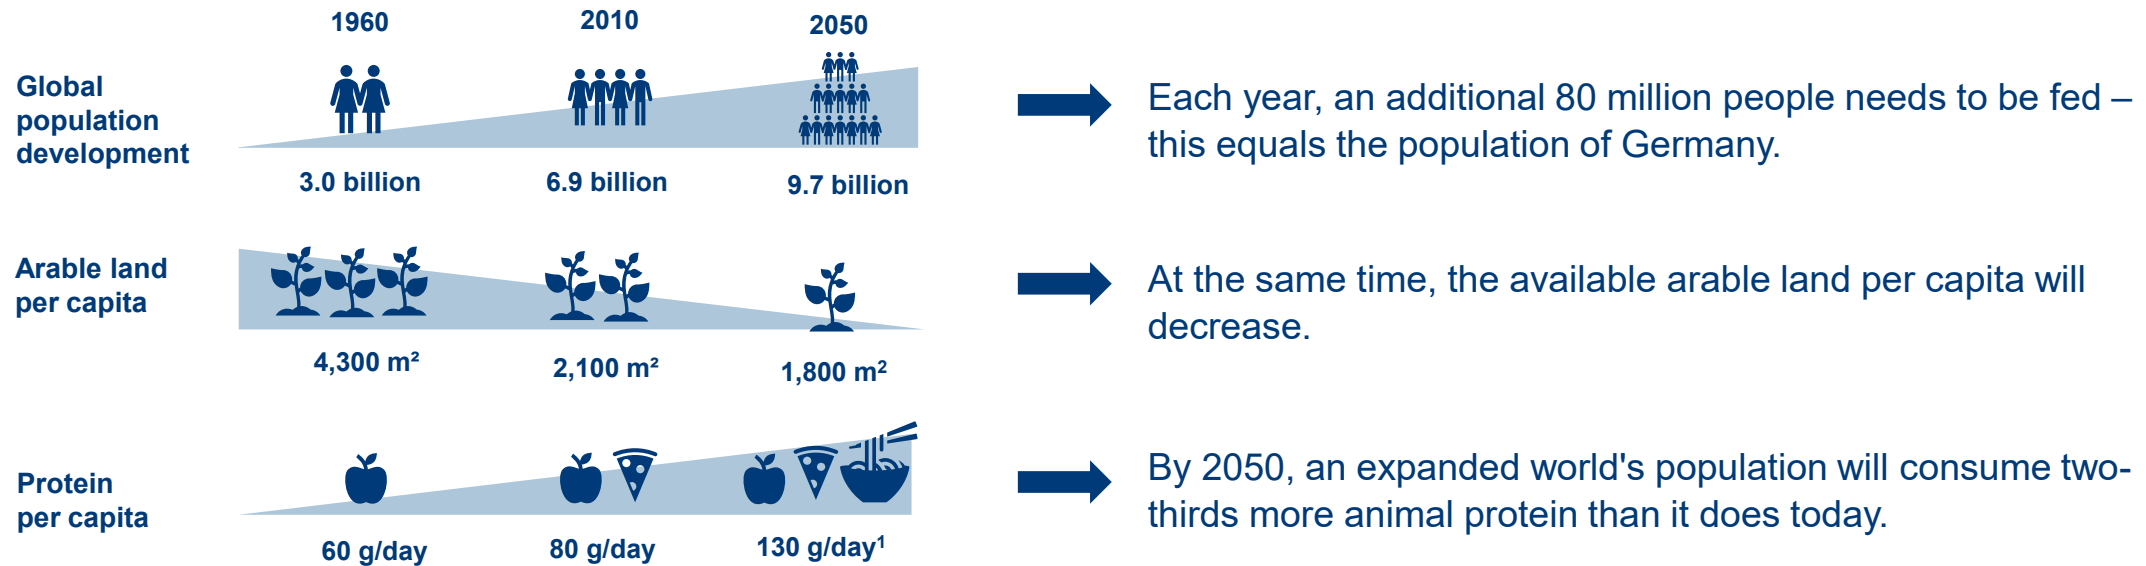 1960
2010
2050
Global
population
development
3.0 billion
6.9 billion
9.7 billion
Each year, an additional 80 million people needs to be fed –
this equals the population of Germany.
Arable land
per capita
4,300 m²
2,100 m²
1,800 m²
At the same time, the available arable land per capita will
decrease.
Protein
per capita
60 g/day
80 g/day
130 g/day¹
By 2050, an expanded world's population will consume two-
thirds more animal protein than it does today.